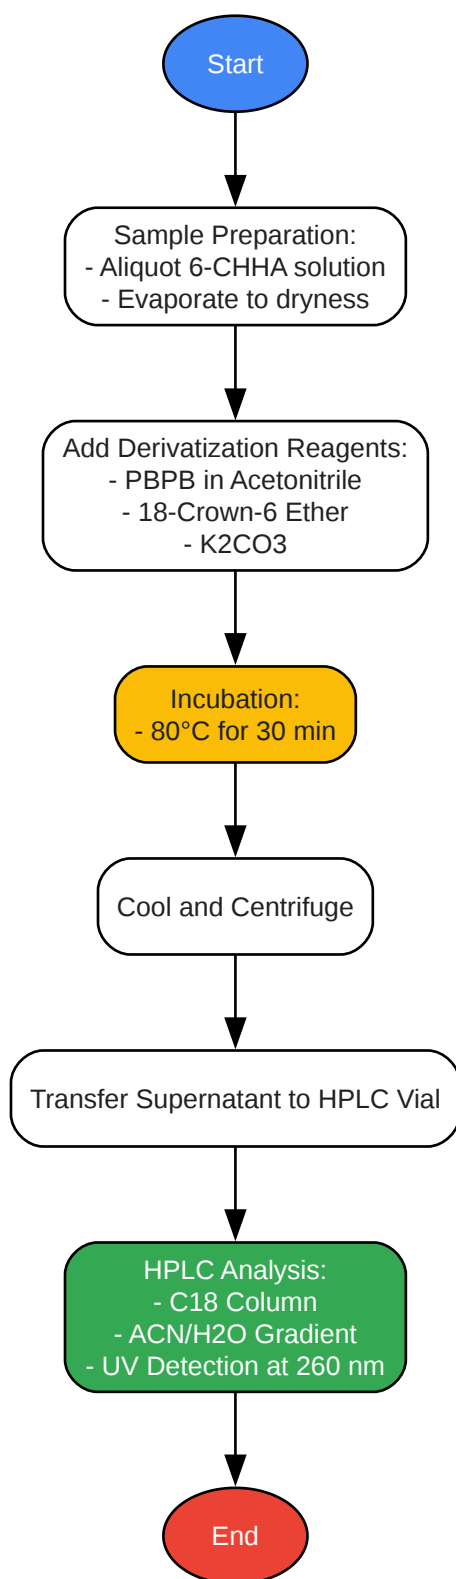 Start
Sample Preparation:
- Aliquot 6-CHHA solution
- Evaporate to dryness
Add Derivatization Reagents:
- PBPB in Acetonitrile
- 18-Crown-6 Ether
- K2CO3
Incubation:
- 80°C for 30 min
Cool and Centrifuge
Transfer Supernatant to HPLC Vial
HPLC Analysis:
- C18 Column
- ACN/H2O Gradient
- UV Detection at 260 nm
End